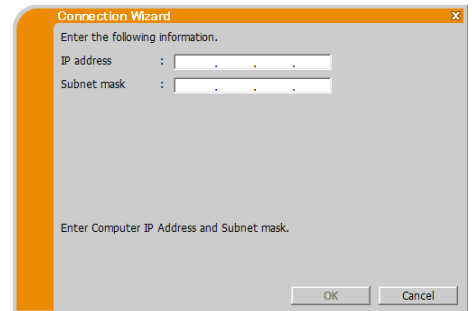 Connection Wizard x
Enter the following information.
IP address : . . .
Subnet mask : . . .
Enter Computer IP Address and Subnet mask.
OK Cancel